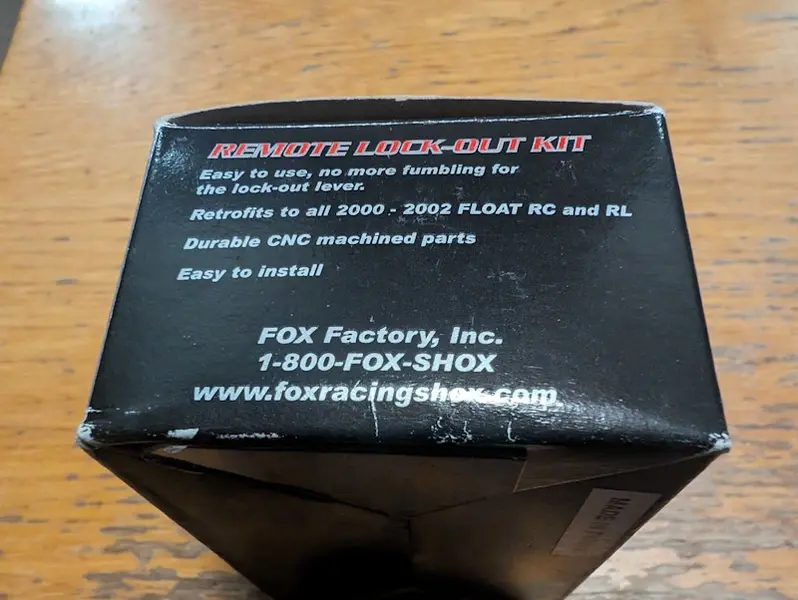 REMOTE LOCK-OUT KIT
Easy to use, no more fumbling for
the lock-out lever.
Retrofits to all 2000 - 2002 FLOAT RC and RL
Durable CNC machined parts
Easy to install
FOX Factory, Inc.
1-800-FOX-SHOX
www.foxracingshox.com
MADE IN